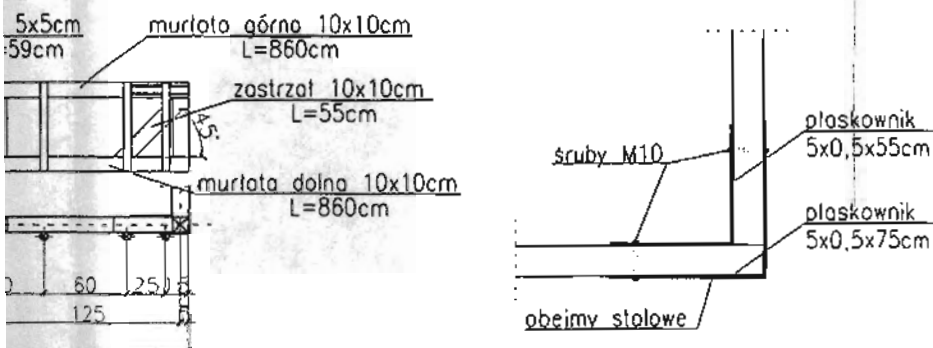 5x5cm
=59cm
murłata górna 10x10cm
L=860cm
zastrzał 10x10cm
L=55cm
45°
murłata dolna 10x10cm
L=860cm
60
25
125
śruby M10
płaskownik
5x0,5x55cm
płaskownik
5x0,5x75cm
obejmy stalowe